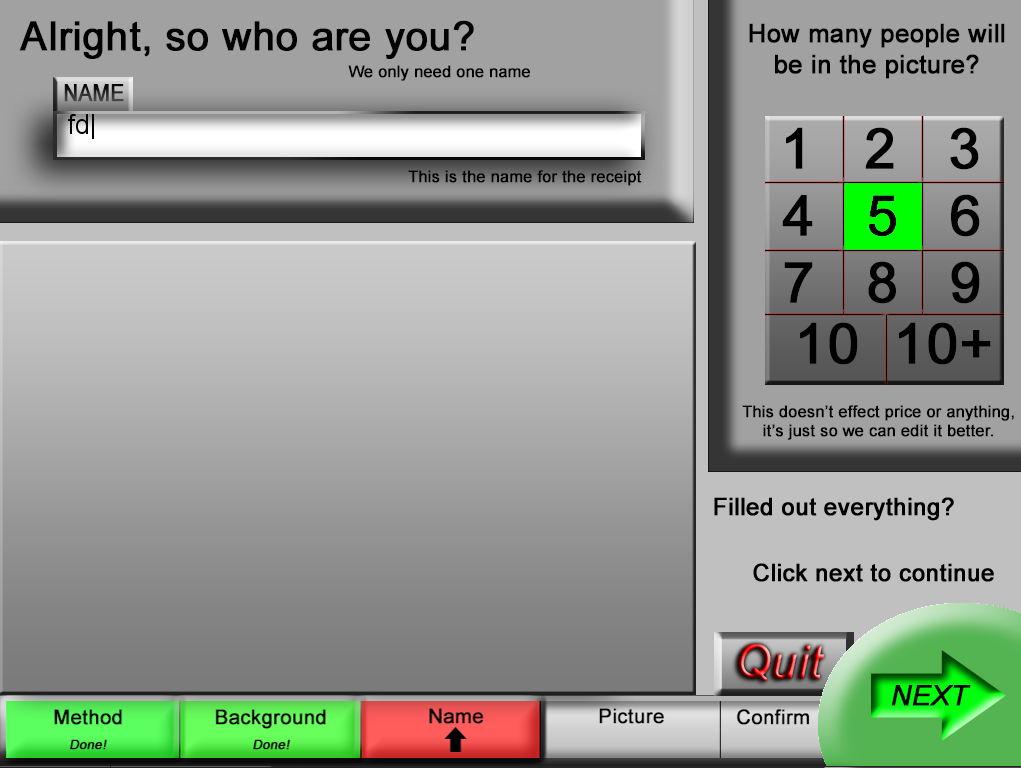 Alright, so who are you?
We only need one name
NAME
fd
This is the name for the receipt
How many people will
be in the picture?
1 2 3
4 5 6
7 8 9
10 10+
This doesn't effect price or anything,
it's just so we can edit it better.
Filled out everything?
Click next to continue
Quit
NEXT
Method
Done!
Background
Done!
Name
Picture
Confirm